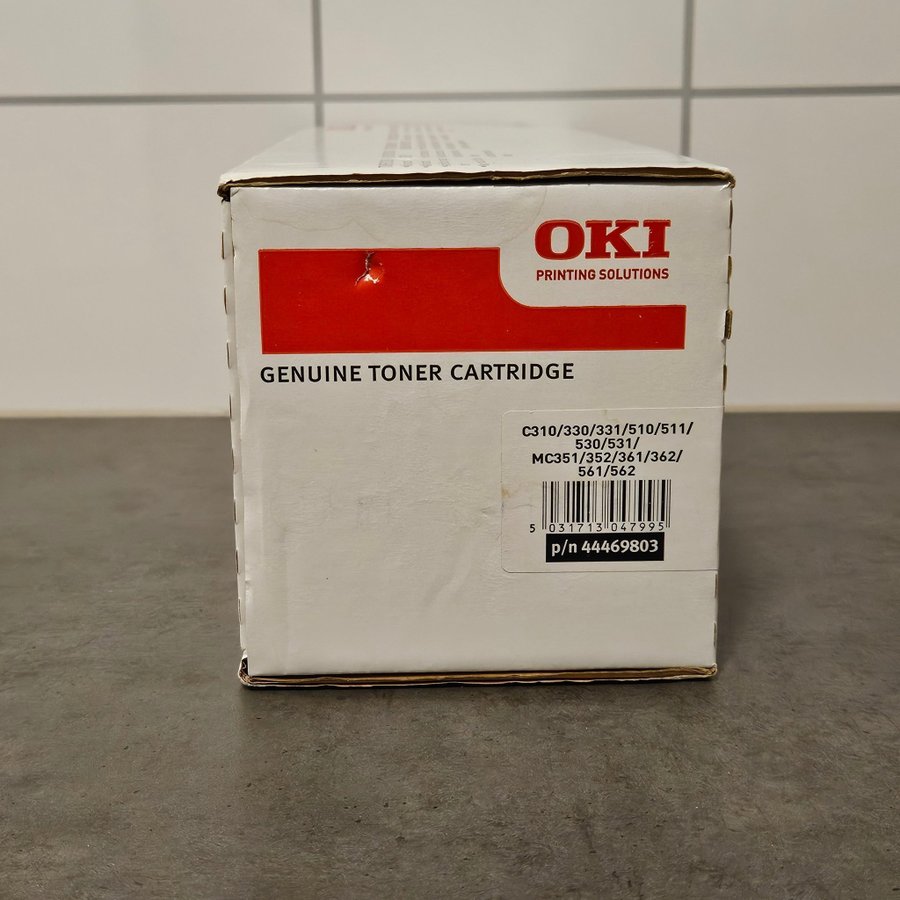 OKI
PRINTING SOLUTIONS
GENUINE TONER CARTRIDGE
C310/330/331/510/511/
530/531/
MC351/352/361/362/
561/562
5 031713 047995
p/n 44469803